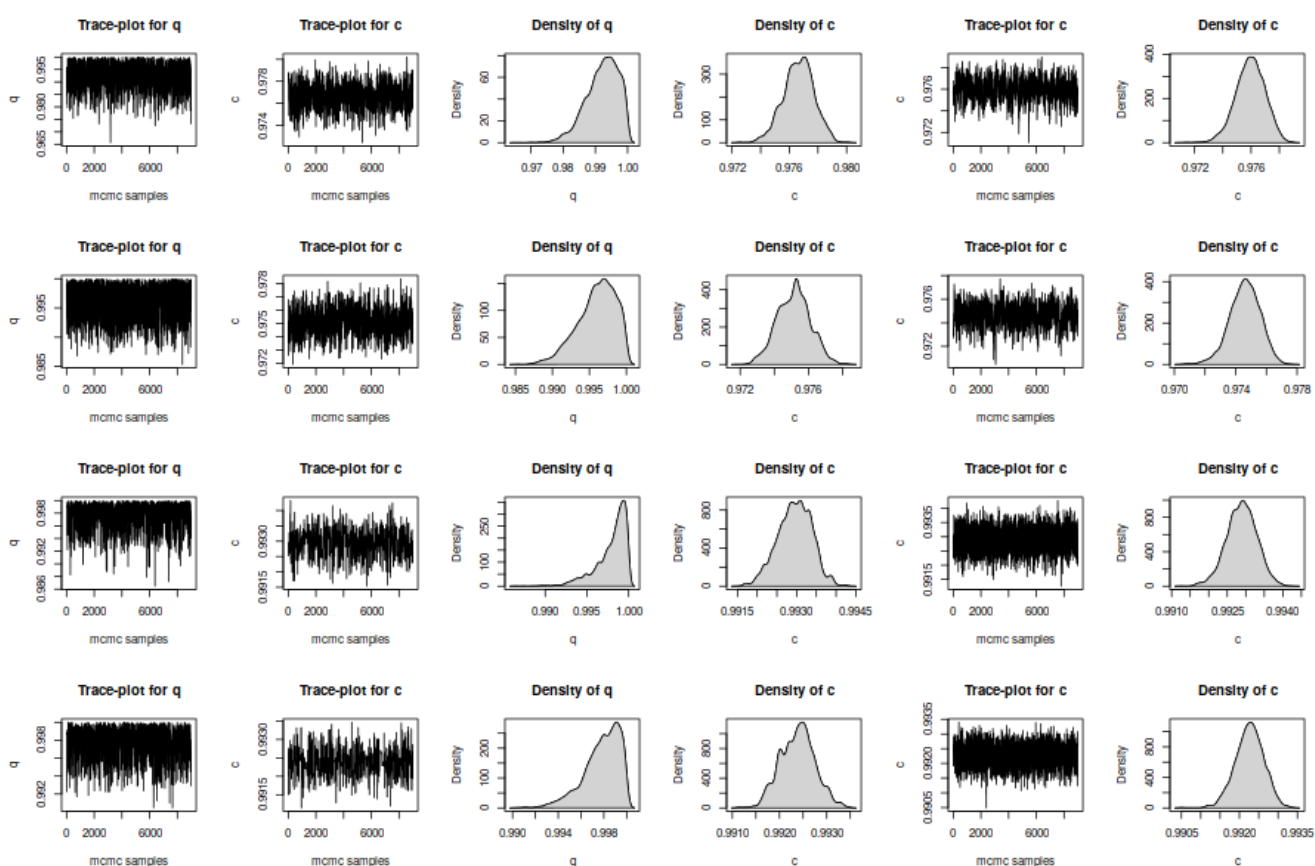 Trace-plot for q Trace-plot for c Density of q Density of c Trace-plot for c Density of c
q 0.965 0.980 0.995 c 0.974 0.978 Density 0 20 60 Density 0 100 300 c 0.972 0.976 Density 0 200 400
0 2000 6000 0 2000 6000 0.97 0.98 0.99 1.00 0.972 0.976 0.980 0 2000 6000 0.972 0.976
mcmc samples mcmc samples q c mcmc samples c
Trace-plot for q Trace-plot for c Density of q Density of c Trace-plot for c Density of c
q 0.985 0.995 c 0.972 0.975 0.978 Density 0 50 150 Density 0 200 400 c 0.972 0.976 Density 0 200 400
0 2000 6000 0 2000 6000 0.985 0.990 0.995 1.000 0.972 0.976 0 2000 6000 0.970 0.974 0.978
mcmc samples mcmc samples q c mcmc samples c
Trace-plot for q Trace-plot for c Density of q Density of c Trace-plot for c Density of c
q 0.986 0.992 0.998 c 0.9915 0.9930 Density 0 100 250 Density 0 400 800 c 0.9915 0.9935 Density 0 400 800
0 2000 6000 0 2000 6000 0.990 0.995 1.000 0.9915 0.9930 0.9945 0 2000 6000 0.9910 0.9925 0.9940
mcmc samples mcmc samples q c mcmc samples c
Trace-plot for q Trace-plot for c Density of q Density of c Trace-plot for c Density of c
q 0.992 0.998 c 0.9915 0.9930 Density 0 100 200 Density 0 400 800 c 0.9905 0.9920 0.9935 Density 0 400 800
0 2000 6000 0 2000 6000 0.990 0.994 0.998 0.9910 0.9920 0.9930 0 2000 6000 0.9905 0.9920 0.9935
mcmc samples mcmc samples q c mcmc samples c